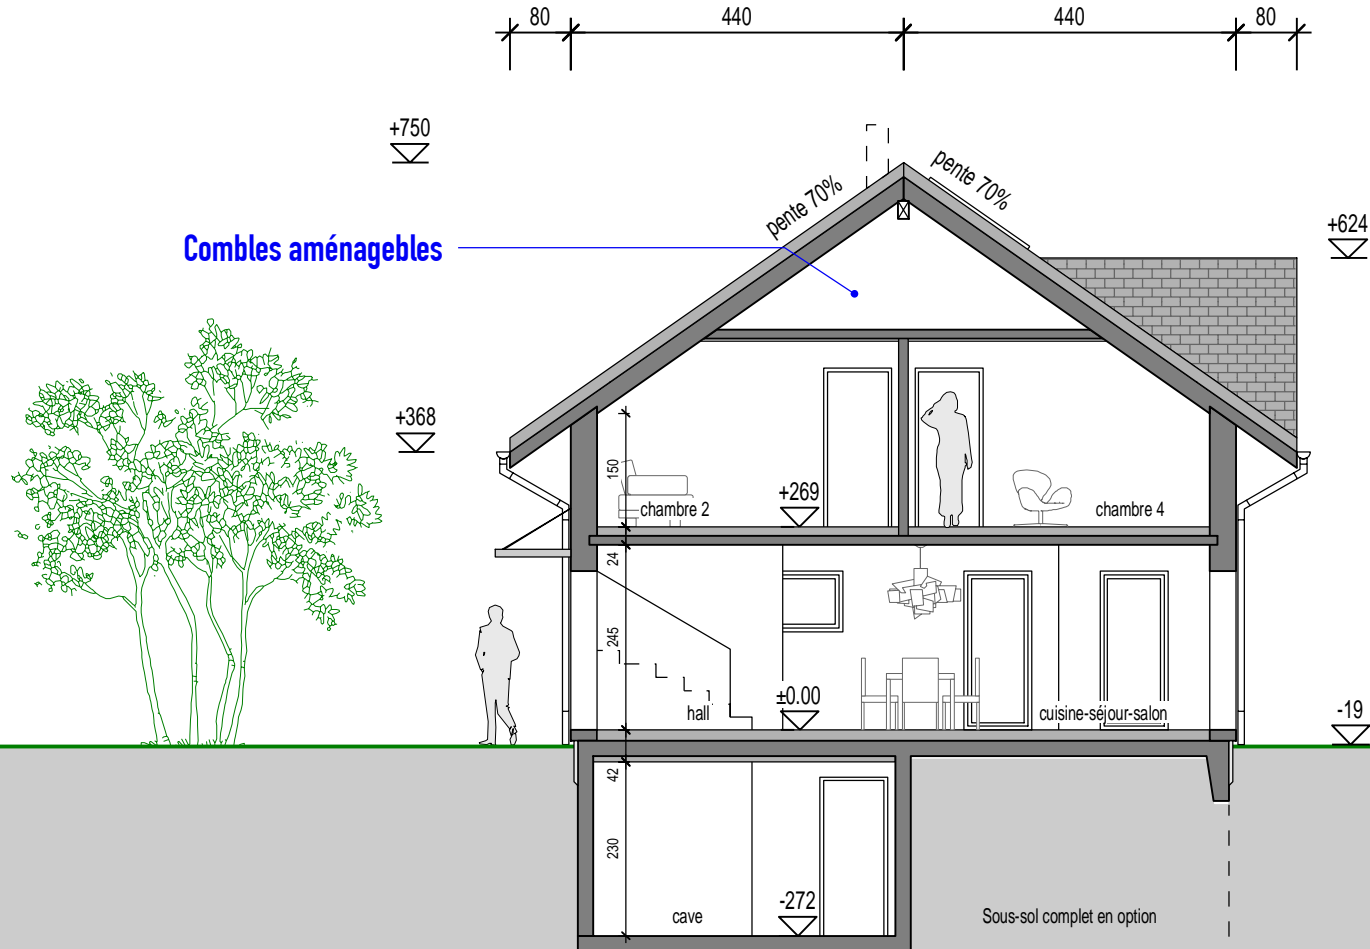 80
440
440
80
+750
pente 70%
pente 70%
+624
Combles aménagebles
+368
150
+269
chambre 2
chambre 4
24
245
±0.00
hall
cuisine-séjour-salon
-19
42
230
-272
cave
Sous-sol complet en option